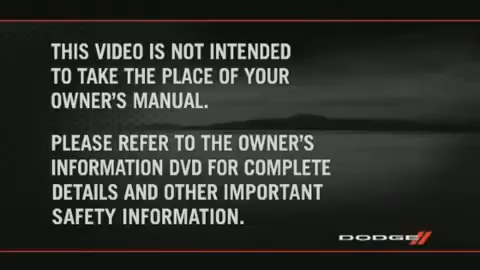 THIS VIDEO IS NOT INTENDED
TO TAKE THE PLACE OF YOUR
OWNER'S MANUAL.
PLEASE REFER TO THE OWNER'S
INFORMATION DVD FOR COMPLETE
DETAILS AND OTHER IMPORTANT
SAFETY INFORMATION.
DODGE